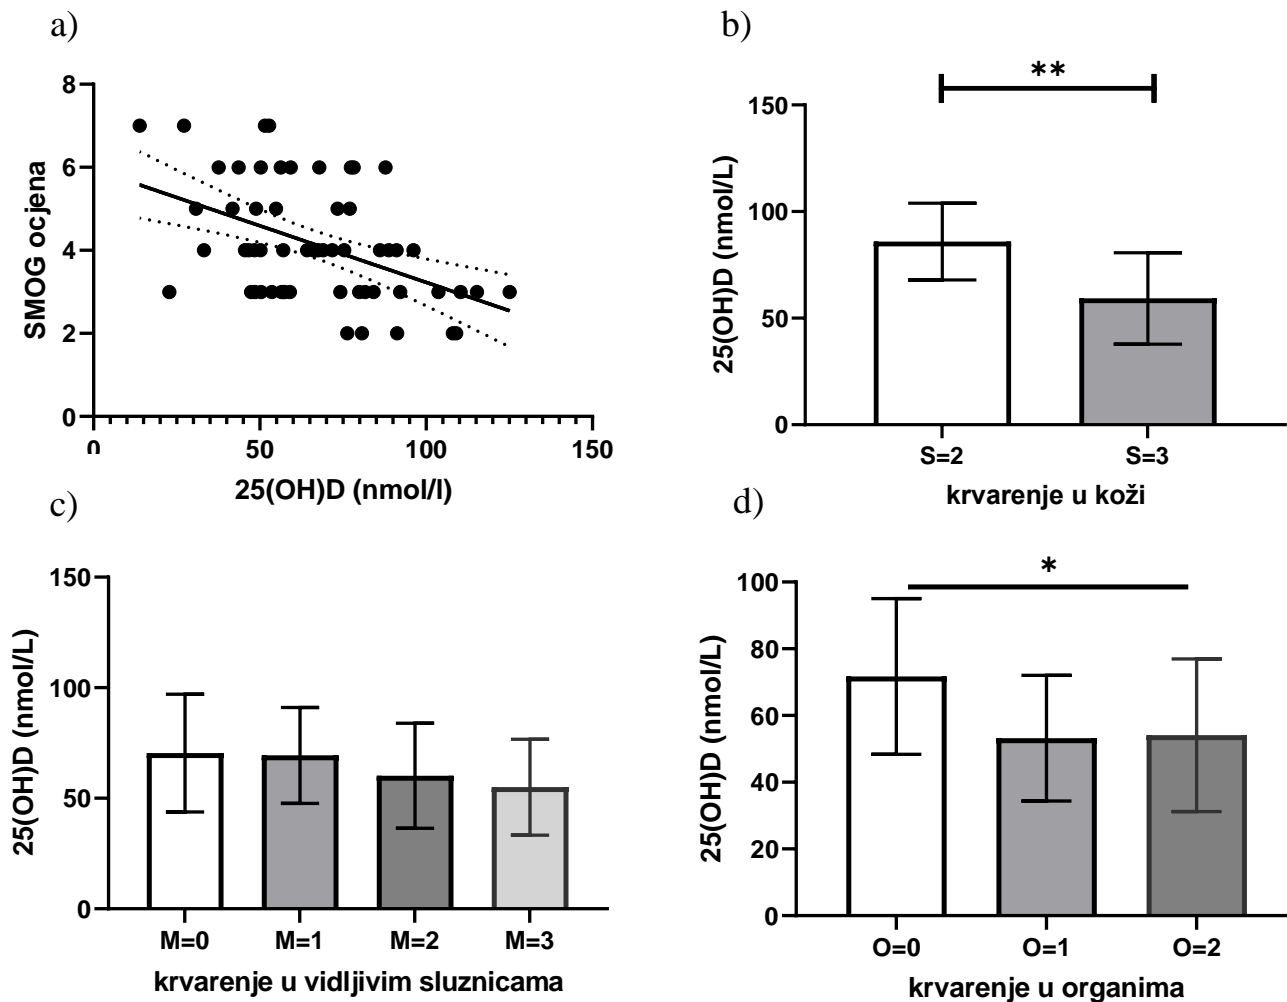 a)
SMOG ocjena
8
6
4
2
0
0 50 100 150
25(OH)D (nmol/l)
b)
**
25(OH)D (nmol/L)
150
100
50
0
S=2 S=3
krvarenje u koži
c)
25(OH)D (nmol/L)
150
100
50
0
M=0 M=1 M=2 M=3
krvarenje u vidljivim sluznicama
d)
*
25(OH)D (nmol/L)
100
80
60
40
20
0
O=0 O=1 O=2
krvarenje u organima